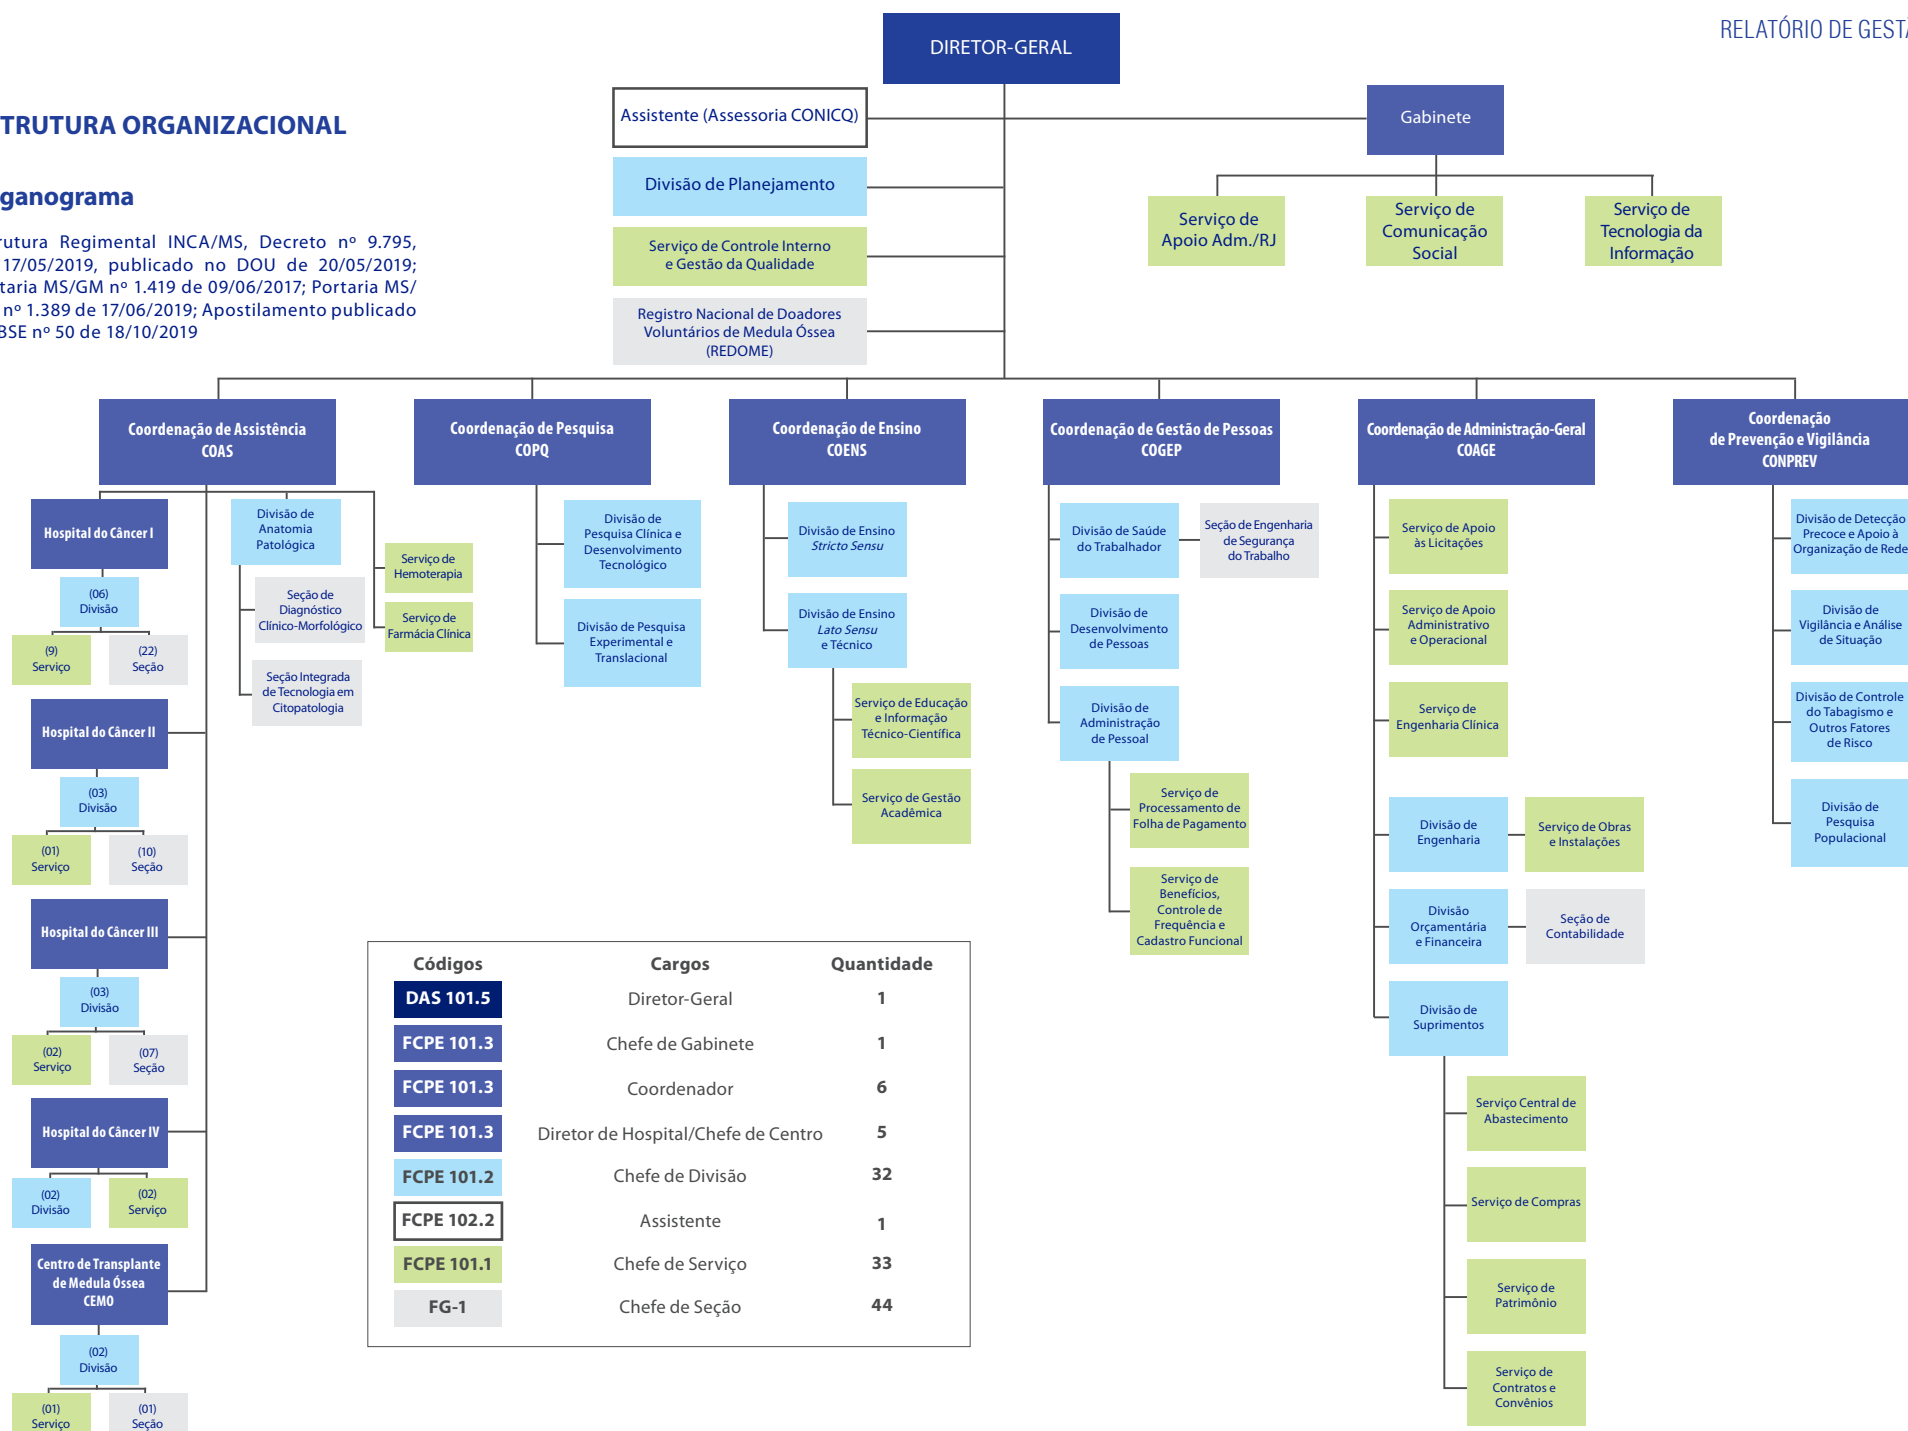 RELATÓRIO DE GEST
DIRETOR-GERAL
TRUTURA ORGANIZACIONAL
ganograma
rutura Regimental INCA/MS, Decreto nº 9.795,
17/05/2019, publicado no DOU de 20/05/2019;
taria MS/GM nº 1.419 de 09/06/2017; Portaria MS/
nº 1.389 de 17/06/2019; Apostilamento publicado
BSE nº 50 de 18/10/2019
Assistente (Assessoria CONICQ)
Gabinete
Divisão de Planejamento
Serviço de Controle Interno
e Gestão da Qualidade
Registro Nacional de Doadores
Voluntários de Medula Óssea
(REDOME)
Serviço de
Apoio Adm./RJ
Serviço de
Comunicação
Social
Serviço de
Tecnologia da
Informação
Coordenação de Assistência
COAS
Hospital do Câncer I
(06)
Divisão
(9)
Serviço
(22)
Seção
Hospital do Câncer II
(03)
Divisão
(01)
Serviço
(10)
Seção
Hospital do Câncer III
(03)
Divisão
(02)
Serviço
(07)
Seção
Hospital do Câncer IV
(02)
Divisão
(02)
Serviço
Centro de Transplante
de Medula Óssea
CEMO
(02)
Divisão
(01)
Serviço
(01)
Seção
Divisão de
Anatomia
Patológica
Seção de
Diagnóstico
Clínico-Morfológico
Seção Integrada
de Tecnologia em
Citopatologia
Serviço de
Hemoterapia
Serviço de
Farmácia Clínica
Coordenação de Pesquisa
COPQ
Divisão de
Pesquisa Clínica e
Desenvolvimento
Tecnológico
Divisão de Pesquisa
Experimental e
Translacional
Coordenação de Ensino
COENS
Divisão de Ensino
Stricto Sensu
Divisão de Ensino
Lato Sensu
e Técnico
Serviço de Educação
e Informação
Técnico-Científica
Serviço de Gestão
Acadêmica
Coordenação de Gestão de Pessoas
COGEP
Divisão de Saúde
do Trabalhador
Seção de Engenharia
de Segurança
do Trabalho
Divisão de
Desenvolvimento
de Pessoas
Divisão de
Administração
de Pessoal
Serviço de
Processamento de
Folha de Pagamento
Serviço de
Benefícios,
Controle de
Frequência e
Cadastro Funcional
Coordenação de Administração-Geral
COAGE
Serviço de Apoio
às Licitações
Serviço de Apoio
Administrativo
e Operacional
Serviço de
Engenharia Clínica
Divisão de
Engenharia
Serviço de Obras
e Instalações
Divisão
Orçamentária
e Financeira
Seção de
Contabilidade
Divisão de
Suprimentos
Serviço Central de
Abastecimento
Serviço de Compras
Serviço de
Patrimônio
Serviço de
Contratos e
Convênios
Coordenação
de Prevenção e Vigilância
CONPREV
Divisão de Detecção
Precoce e Apoio à
Organização de Rede
Divisão de
Vigilância e Análise
de Situação
Divisão de Controle
do Tabagismo e
Outros Fatores
de Risco
Divisão de
Pesquisa
Populacional
Códigos Cargos Quantidade
DAS 101.5 Diretor-Geral 1
FCPE 101.3 Chefe de Gabinete 1
FCPE 101.3 Coordenador 6
FCPE 101.3 Diretor de Hospital/Chefe de Centro 5
FCPE 101.2 Chefe de Divisão 32
FCPE 102.2 Assistente 1
FCPE 101.1 Chefe de Serviço 33
FG-1 Chefe de Seção 44